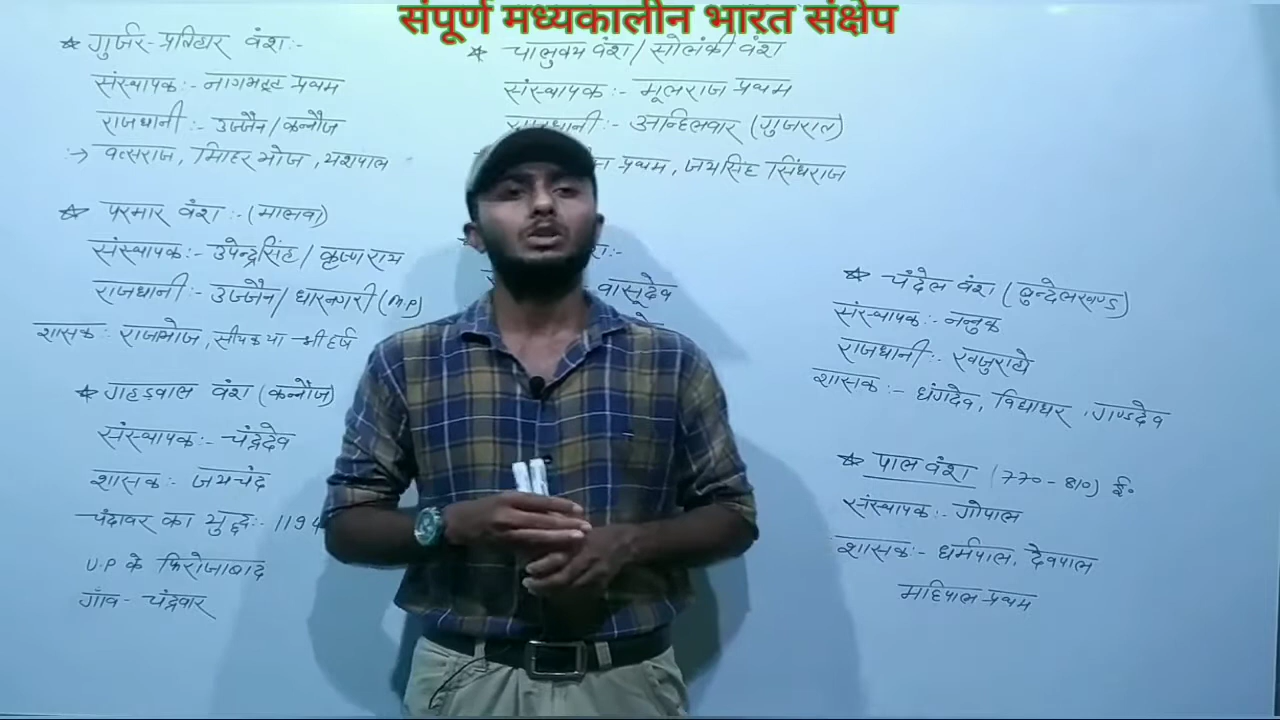 संपूर्ण मध्यकालीन भारत संक्षेप
☆ गुर्जर-प्रतिहार वंश :-
संस्थापक :- नागभट्ट प्रथम
राजधानी :- उज्जैन/कन्नौज
:→ वत्सराज, मिहिर भोज, यशपाल
☆ परमार वंश :- (मालवा)
संस्थापक :- उपेन्द्रसिंह/कृष्णराय
राजधानी :- उज्जैन/धारनगरी (M.P)
शासक : राजाभोज, सीयक या श्रीहर्ष
☆ गहडवाल वंश (कन्नौज)
संस्थापक :- चंद्रदेव
शासक :- जयचंद
चंदावर का युद्ध :- 1194
U.P के फिरोजाबाद
गाँव - चंद्रवार
☆ चालुक्य वंश/सोलंकी वंश
संस्थापक :- मूलराज प्रथम
राजधानी :- अन्हिलवार (गुजरात)
प्रथम, जयसिंह सिंधराज
वासूदेव
☆ चंदेल वंश (बुन्देलखण्ड)
संस्थापक :- नन्नुक
राजधानी :- खजुराहो
शासक :- धंगदेव, विद्याधर, गण्डदेव
☆ पाल वंश (770-810) ई॰
संस्थापक :- गोपाल
शासक :- धर्मपाल, देवपाल
महिपाल प्रथम